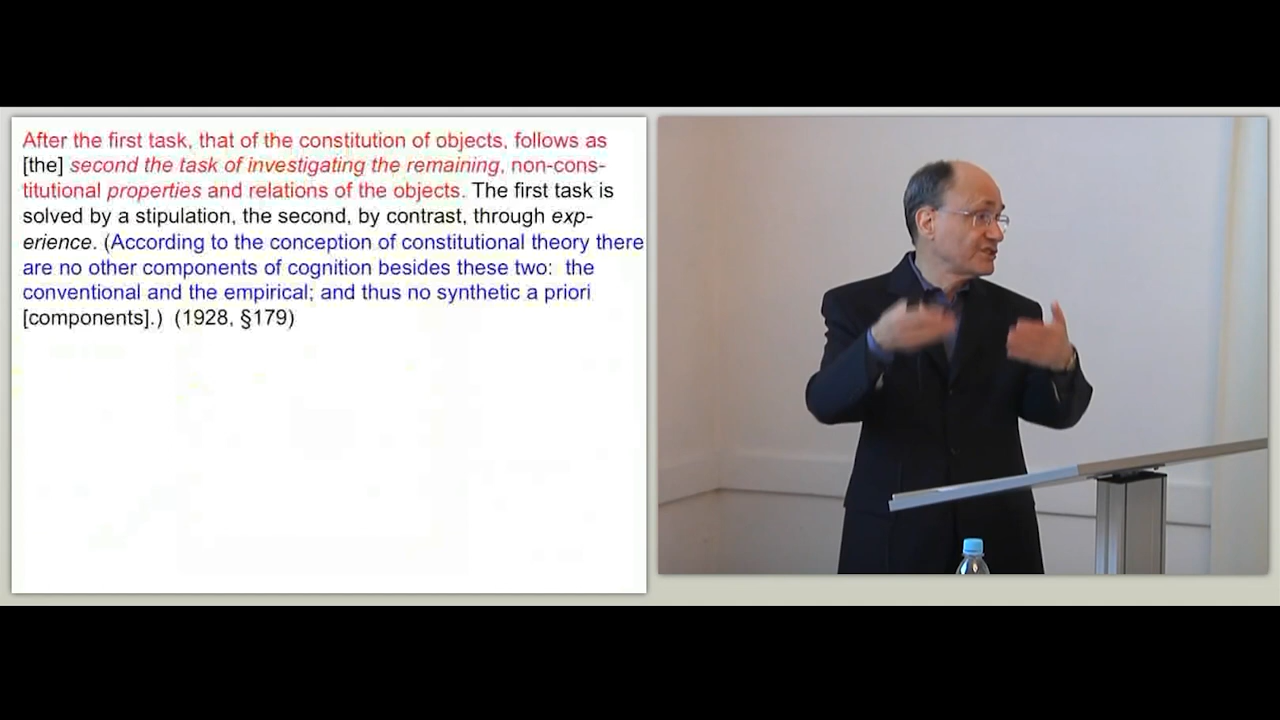 After the first task, that of the constitution of objects, follows as
[the] second the task of investigating the remaining, non-cons-
titutional properties and relations of the objects. The first task is
solved by a stipulation, the second, by contrast, through exp-
erience. (According to the conception of constitutional theory there
are no other components of cognition besides these two:  the
conventional and the empirical; and thus no synthetic a priori
[components].)  (1928, §179)